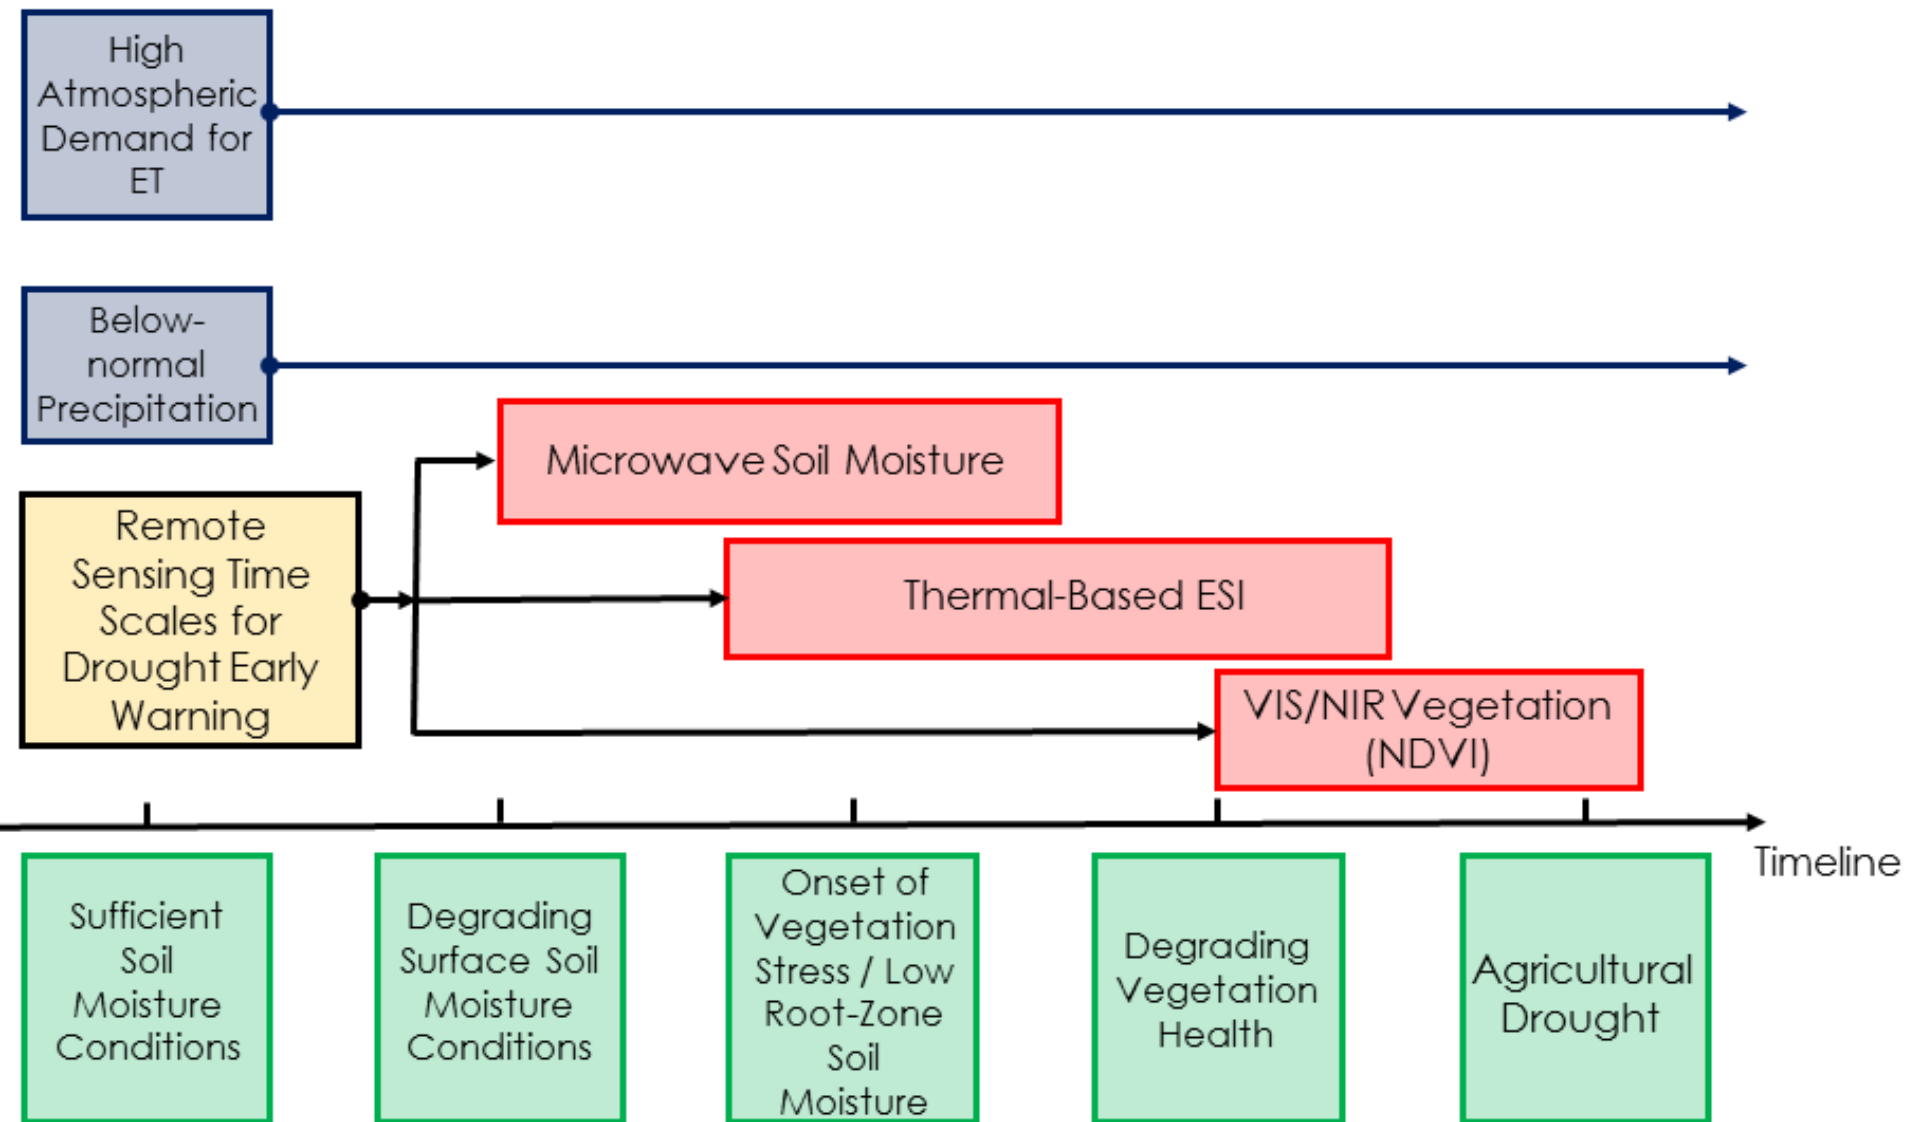 High
Atmospheric
Demand for
ET
Below-
normal
Precipitation
Microwave Soil Moisture
Remote
Sensing Time
Scales for
Drought Early
Warning
Thermal-Based ESI
VIS/NIR Vegetation
(NDVI)
Timeline
Sufficient
Soil
Moisture
Conditions
Degrading
Surface Soil
Moisture
Conditions
Onset of
Vegetation
Stress / Low
Root-Zone
Soil
Moisture
Degrading
Vegetation
Health
Agricultural
Drought